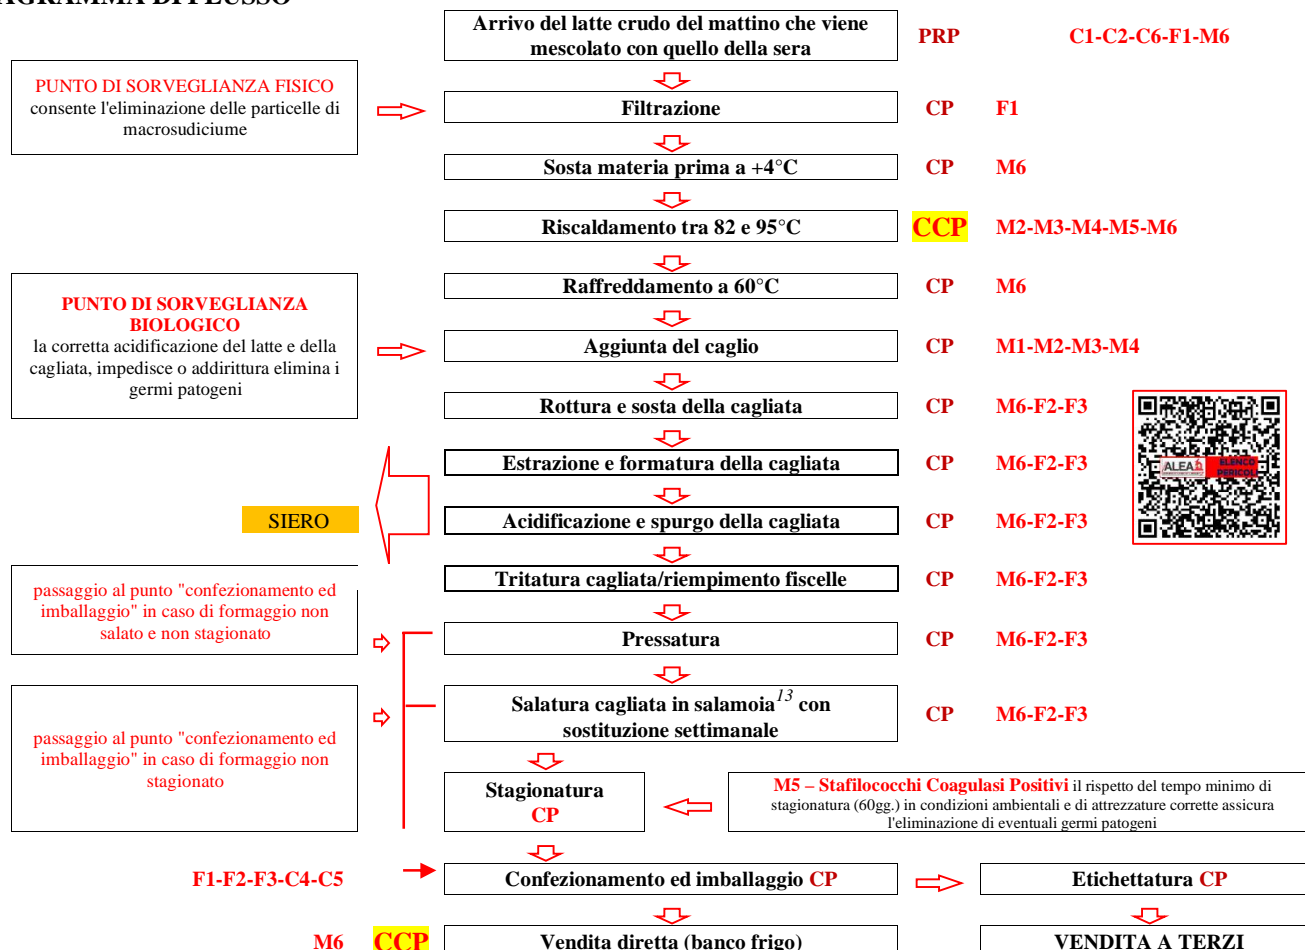 AGRAMMA DI FLUSSO
Arrivo del latte crudo del mattino che viene
mescolato con quello della sera
PRP
C1-C2-C6-F1-M6
PUNTO DI SORVEGLIANZA FISICO
consente l'eliminazione delle particelle di
macrosudiciume
Filtrazione
CP
F1
Sosta materia prima a +4°C
CP
M6
Riscaldamento tra 82 e 95°C
CCP
M2-M3-M4-M5-M6
Raffreddamento a 60°C
CP
M6
PUNTO DI SORVEGLIANZA
BIOLOGICO
la corretta acidificazione del latte e della
cagliata, impedisce o addirittura elimina i
germi patogeni
Aggiunta del caglio
CP
M1-M2-M3-M4
Rottura e sosta della cagliata
CP
M6-F2-F3
Estrazione e formatura della cagliata
CP
M6-F2-F3
ALEA
ELENCO
PERICOLI
SIERO
Acidificazione e spurgo della cagliata
CP
M6-F2-F3
Tritatura cagliata/riempimento fiscelle
CP
M6-F2-F3
passaggio al punto "confezionamento ed
imballaggio" in caso di formaggio non
salato e non stagionato
Pressatura
CP
M6-F2-F3
Salatura cagliata in salamoia13 con
sostituzione settimanale
CP
M6-F2-F3
passaggio al punto "confezionamento ed
imballaggio" in caso di formaggio non
stagionato
Stagionatura
CP
M5 – Stafilococchi Coagulasi Positivi il rispetto del tempo minimo di
stagionatura (60gg.) in condizioni ambientali e di attrezzature corrette assicura
l'eliminazione di eventuali germi patogeni
F1-F2-F3-C4-C5
Confezionamento ed imballaggio CP
Etichettatura CP
M6
CCP
Vendita diretta (banco frigo)
VENDITA A TERZI